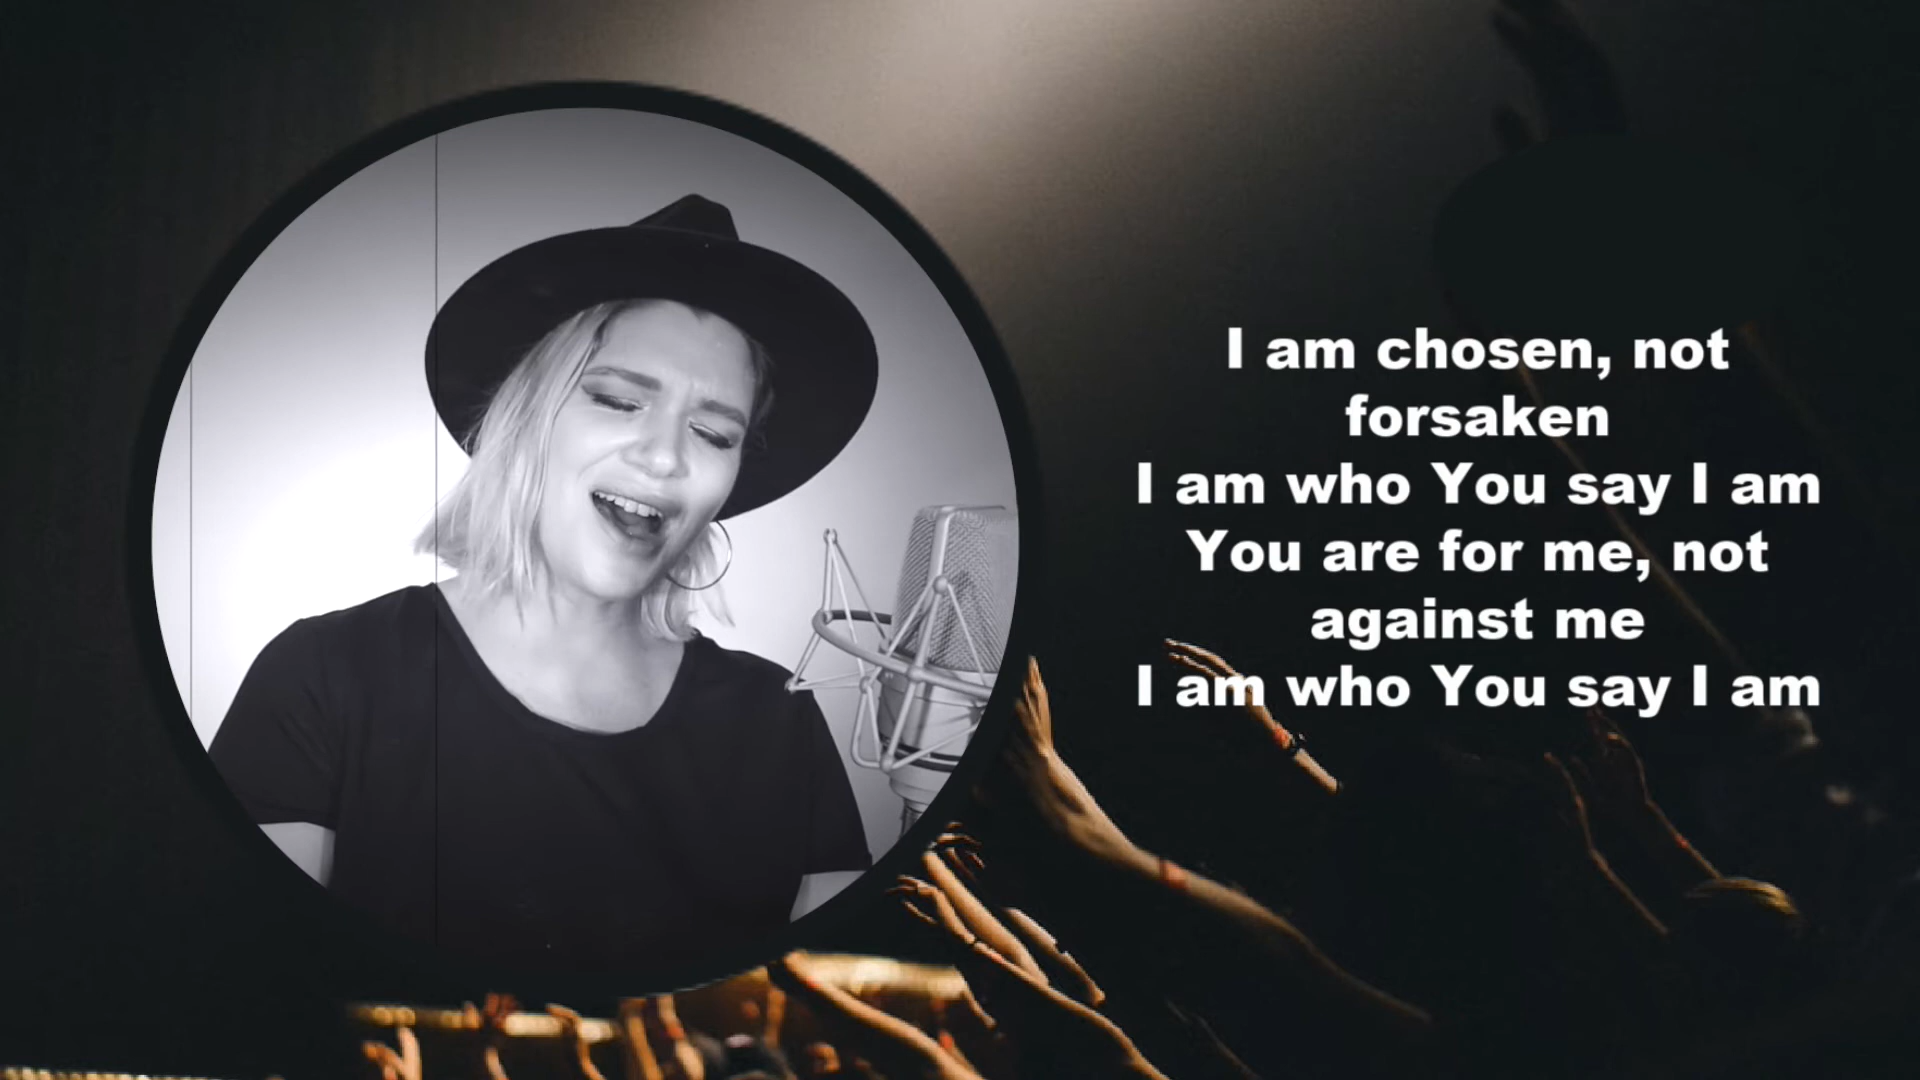 I am chosen, not
forsaken
I am who You say I am
You are for me, not
against me
I am who You say I am